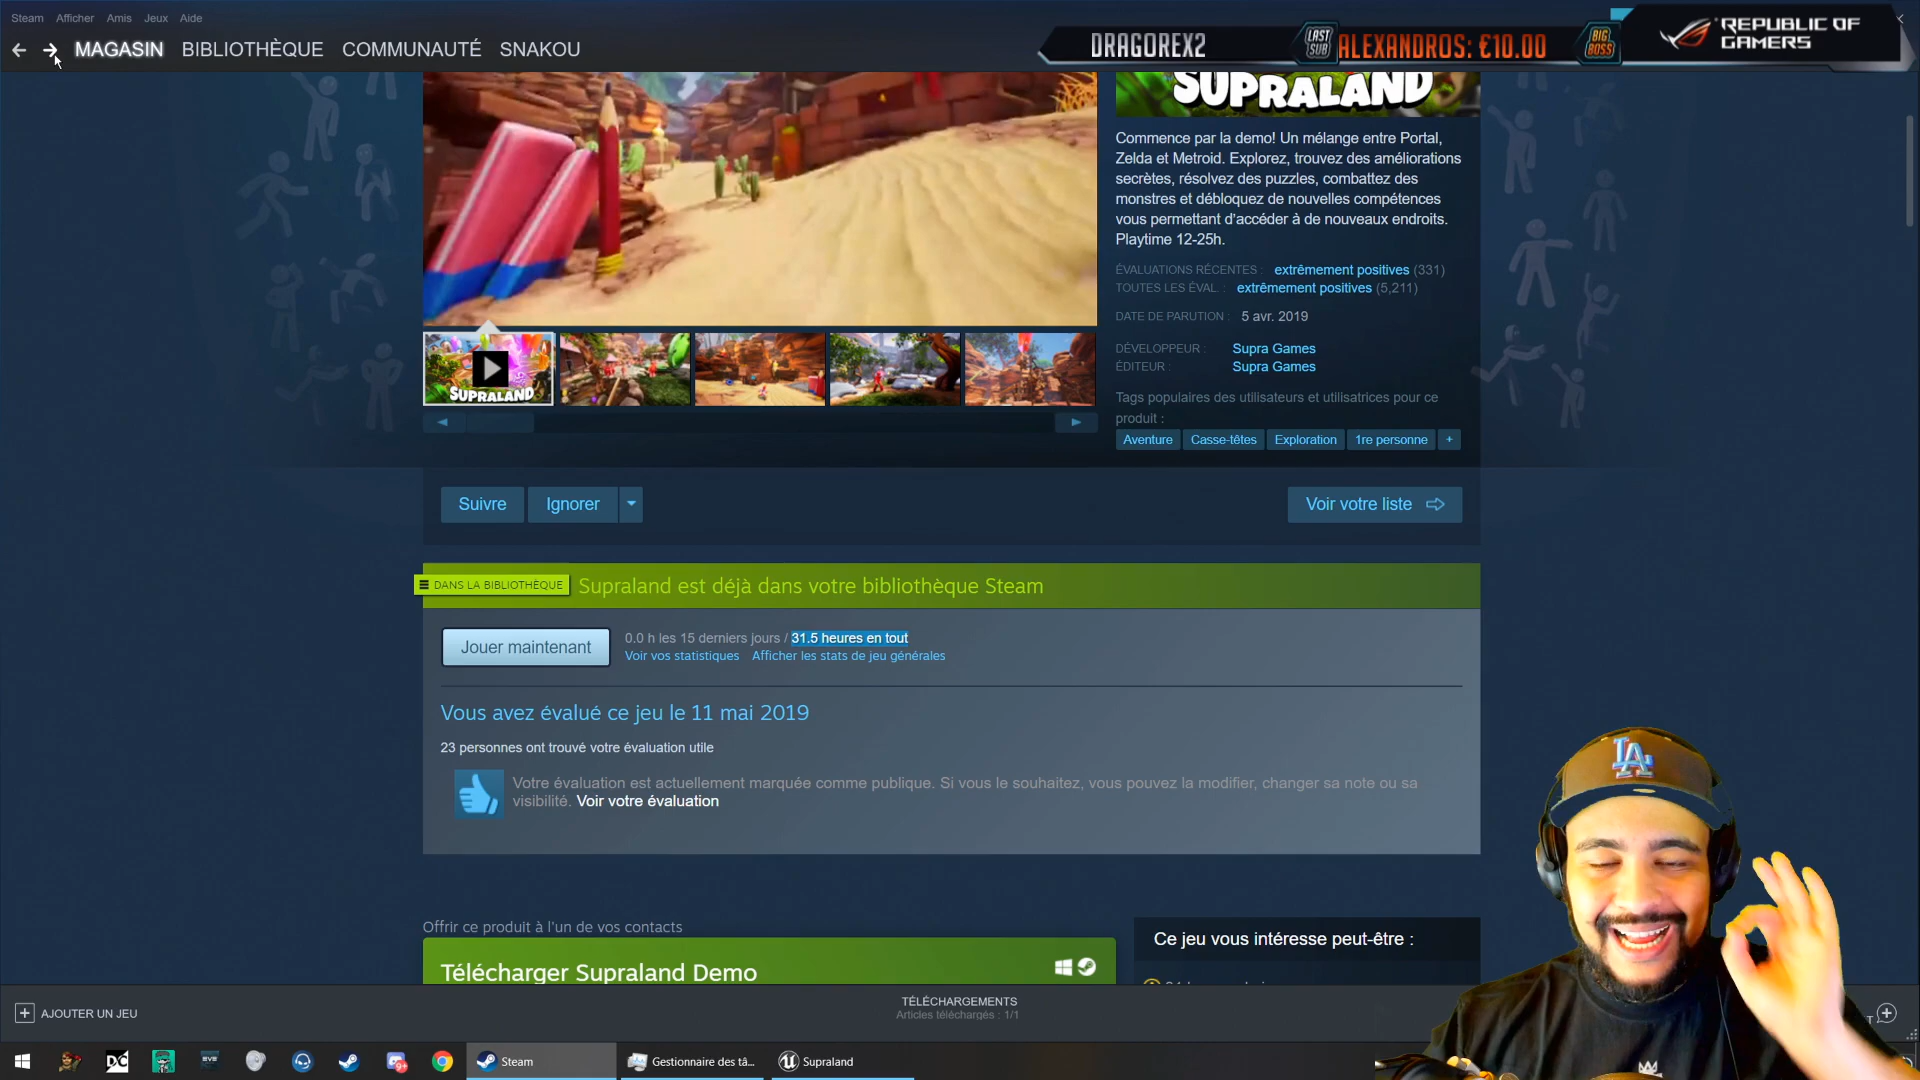 Steam Afficher Amis Jeux Aide
MAGASIN BIBLIOTHÈQUE COMMUNAUTÉ SNAKOU
DRAGOREX2
LAST SUB
ALEXANDROS: €10.00
BIG BOSS
REPUBLIC OF
GAMERS
SUPRALAND
Commence par la demo! Un mélange entre Portal,
Zelda et Metroid. Explorez, trouvez des améliorations
secrètes, résolvez des puzzles, combattez des
monstres et débloquez de nouvelles compétences
vous permettant d'accéder à de nouveaux endroits.
Playtime 12-25h.
ÉVALUATIONS RÉCENTES : extrêmement positives (331)
TOUTES LES ÉVAL. : extrêmement positives (5,211)
DATE DE PARUTION : 5 avr. 2019
DÉVELOPPEUR : Supra Games
ÉDITEUR : Supra Games
Tags populaires des utilisateurs et utilisatrices pour ce
produit :
Aventure Casse-têtes Exploration 1re personne +
SUPRALAND
Suivre Ignorer Voir votre liste
DANS LA BIBLIOTHÈQUE Supraland est déjà dans votre bibliothèque Steam
Jouer maintenant
0.0 h les 15 derniers jours / 31.5 heures en tout
Voir vos statistiques Afficher les stats de jeu générales
Vous avez évalué ce jeu le 11 mai 2019
23 personnes ont trouvé votre évaluation utile
Votre évaluation est actuellement marquée comme publique. Si vous le souhaitez, vous pouvez la modifier, changer sa note ou sa
visibilité. Voir votre évaluation
Offrir ce produit à l'un de vos contacts
Télécharger Supraland Demo
Ce jeu vous intéresse peut-être :
LA
AJOUTER UN JEU
TÉLÉCHARGEMENTS
Articles téléchargés : 1/1
DC
EVE
Steam
Gestionnaire des tâ...
Supraland